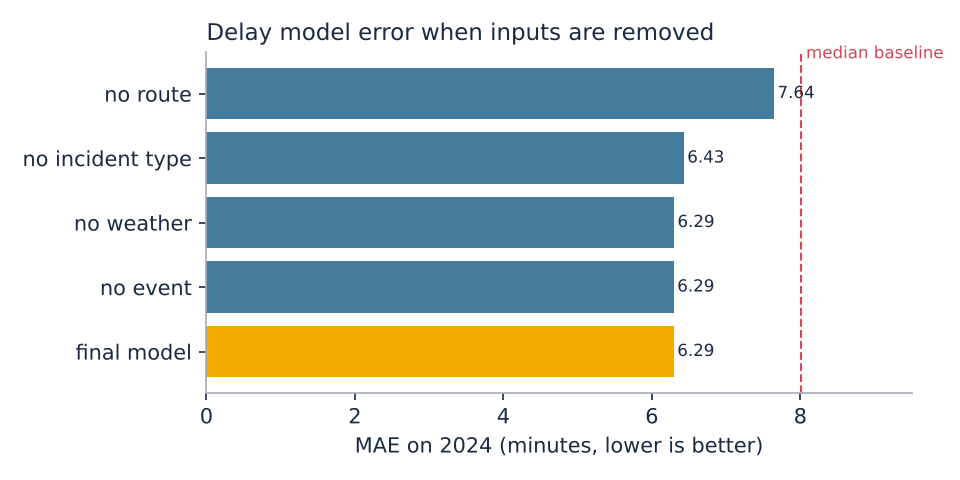 Delay model error when inputs are removed
median baseline
no route
7.64
no incident type
6.43
no weather
6.29
no event
6.29
final model
6.29
0 2 4 6 8
MAE on 2024 (minutes, lower is better)